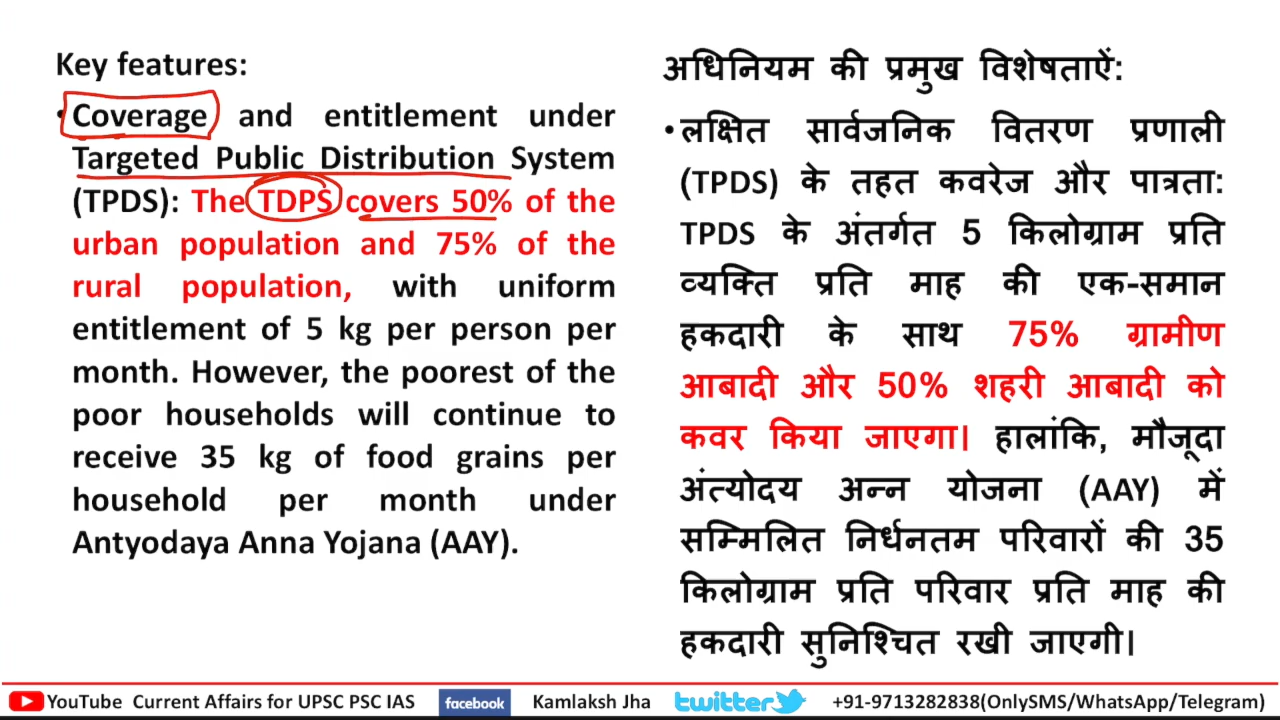 Key features:
• Coverage and entitlement under
Targeted Public Distribution System
(TPDS): The TDPS covers 50% of the
urban population and 75% of the
rural population, with uniform
entitlement of 5 kg per person per
month. However, the poorest of the
poor households will continue to
receive 35 kg of food grains per
household per month under
Antyodaya Anna Yojana (AAY).
अधिनियम की प्रमुख विशेषताऐं:
• लक्षित सार्वजनिक वितरण प्रणाली
(TPDS) के तहत कवरेज और पात्रता:
TPDS के अंतर्गत 5 किलोग्राम प्रति
व्यक्ति प्रति माह की एक-समान
हकदारी के साथ 75% ग्रामीण
आबादी और 50% शहरी आबादी को
कवर किया जाएगा। हालांकि, मौजूदा
अंत्योदय अन्न योजना (AAY) में
सम्मिलित निर्धनतम परिवारों की 35
किलोग्राम प्रति परिवार प्रति माह की
हकदारी सुनिश्चित रखी जाएगी।
YouTube Current Affairs for UPSC PSC IAS facebook Kamlaksh Jha twitter +91-9713282838(OnlySMS/WhatsApp/Telegram)